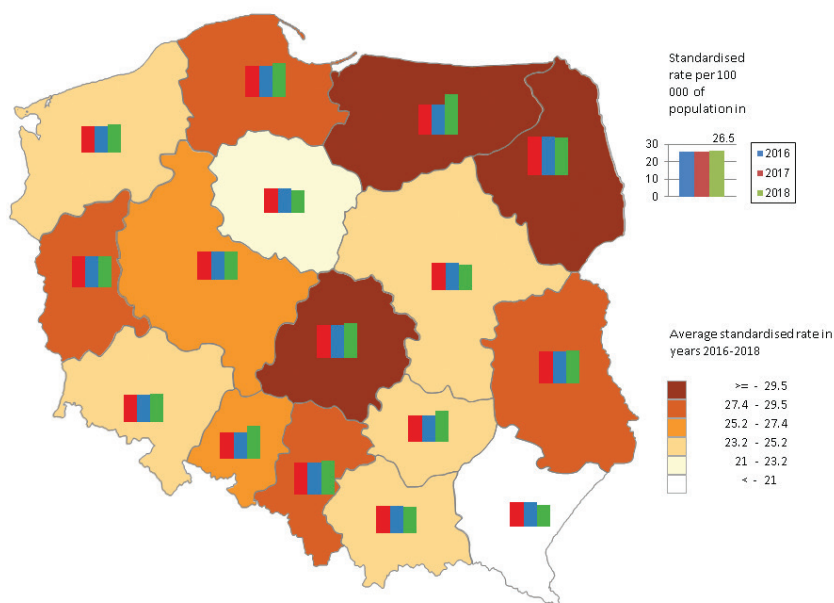 Standardised
rate per 100
000 of
population in
26.5
30
20
10
0
2016
2017
2018
Average standardised rate in
years 2016-2018
>= - 29.5
27.4 - 29.5
25.2 - 27.4
23.2 - 25.2
21 - 23.2
< - 21